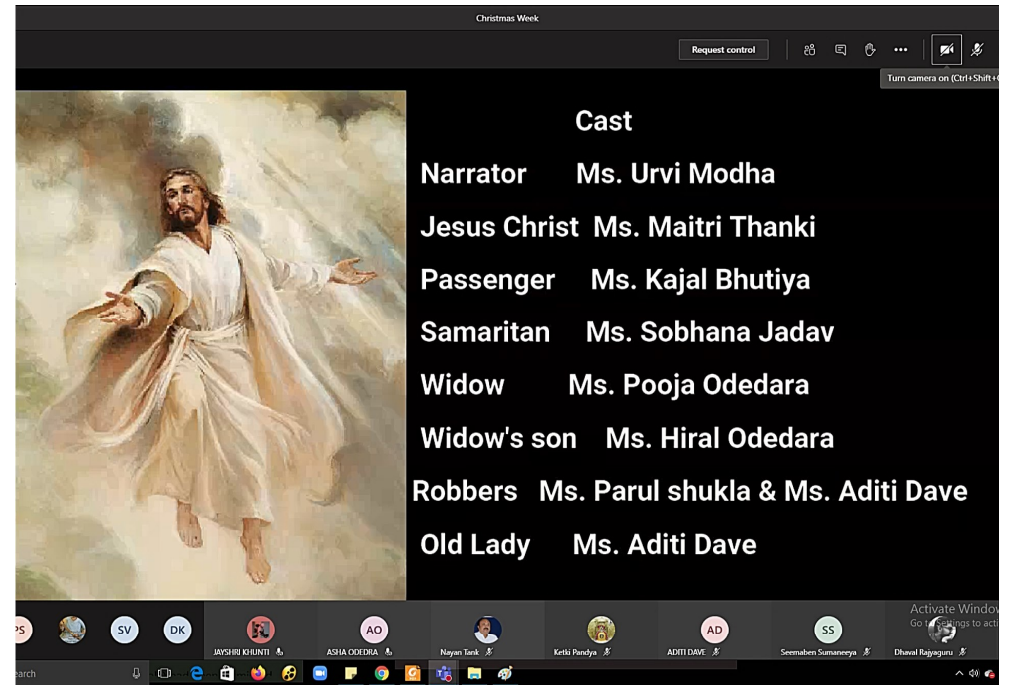 Christmas Week
Request control
Turn camera on (Ctrl+Shift+
Cast
Narrator Ms. Urvi Modha
Jesus Christ Ms. Maitri Thanki
Passenger Ms. Kajal Bhutiya
Samaritan Ms. Sobhana Jadav
Widow Ms. Pooja Odedara
Widow's son Ms. Hiral Odedara
Robbers Ms. Parul shukla & Ms. Aditi Dave
Old Lady Ms. Aditi Dave
Activate Window
Go to Settings to acti
PS SV DK AO AD SS
JAYSHRI KHUNTI ASHA ODEDRA Nayan Tank Ketki Pandya ADITI DAVE Seemaben Sumaneeya Dhaval Rajyaguru
earch